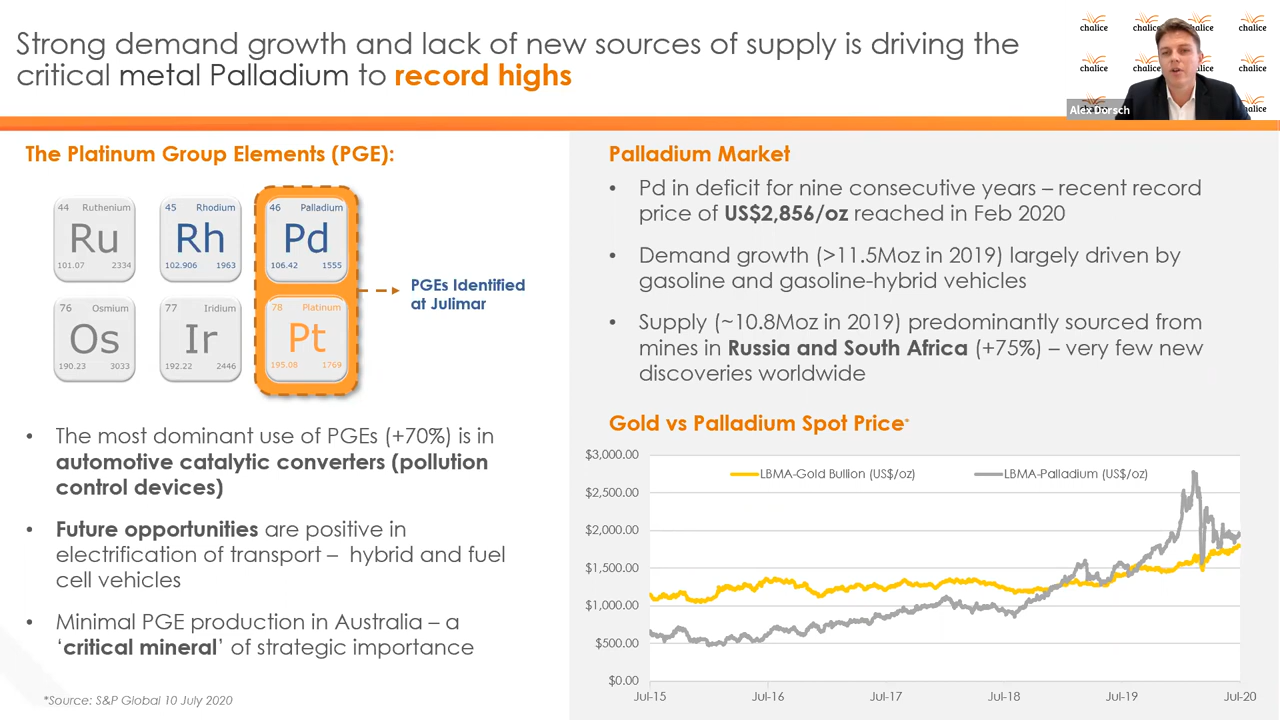 Strong demand growth and lack of new sources of supply is driving the
critical metal Palladium to record highs
chalice
chalice
chalice
chalice
chalice
chalice
chalice
Alex Dorsch
The Platinum Group Elements (PGE):
44 Ruthenium
Ru
101.07 2334
45 Rhodium
Rh
102.906 1963
46 Palladium
Pd
106.42 1555
76 Osmium
Os
190.23 3033
77 Iridium
Ir
192.22 2446
78 Platinum
Pt
195.08 1769
PGEs Identified
at Julimar
• The most dominant use of PGEs (+70%) is in
automotive catalytic converters (pollution
control devices)
• Future opportunities are positive in
electrification of transport – hybrid and fuel
cell vehicles
• Minimal PGE production in Australia – a
‘critical mineral’ of strategic importance
*Source: S&P Global 10 July 2020
Palladium Market
• Pd in deficit for nine consecutive years – recent record
price of US$2,856/oz reached in Feb 2020
• Demand growth (>11.5Moz in 2019) largely driven by
gasoline and gasoline-hybrid vehicles
• Supply (~10.8Moz in 2019) predominantly sourced from
mines in Russia and South Africa (+75%) – very few new
discoveries worldwide
Gold vs Palladium Spot Price*
LBMA-Gold Bullion (US$/oz) LBMA-Palladium (US$/oz)
$3,000.00
$2,500.00
$2,000.00
$1,500.00
$1,000.00
$500.00
$0.00
Jul-15 Jul-16 Jul-17 Jul-18 Jul-19 Jul-20